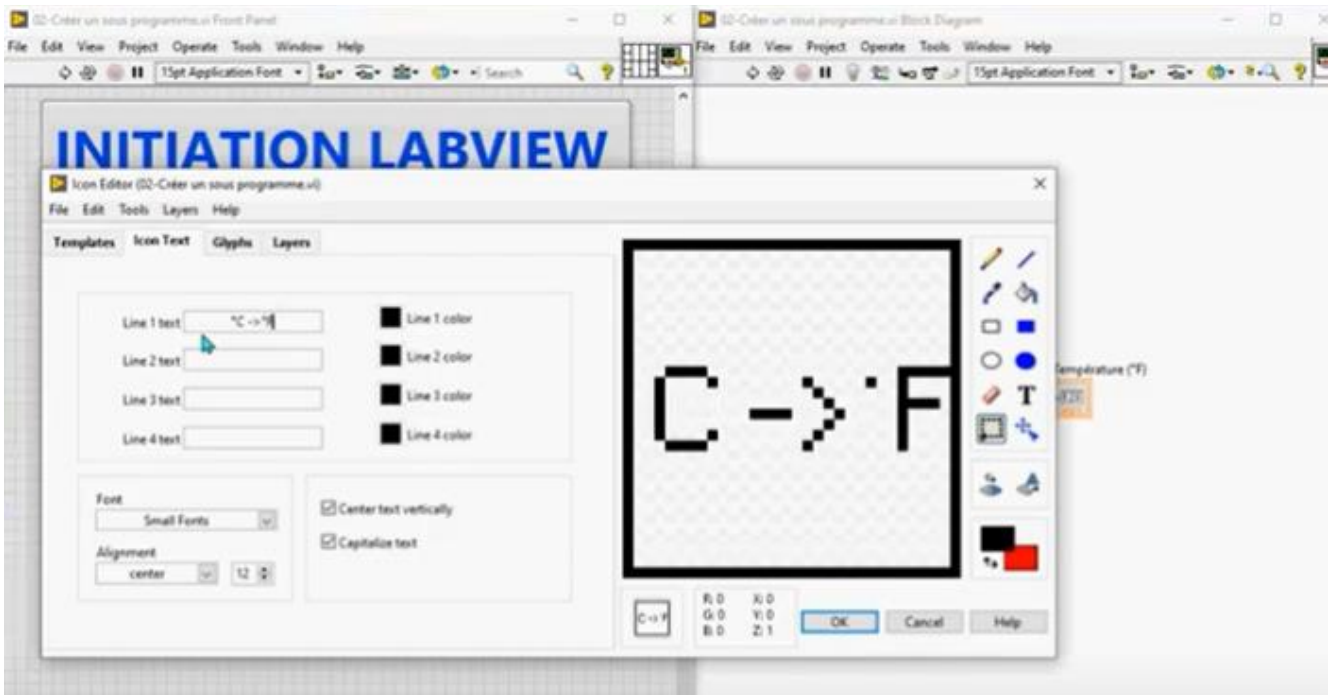 02-Créer un sous programme.vi Front Panel
File Edit View Project Operate Tools Window Help
15pt Application Font
Search
INITIATION LABVIEW
02-Créer un sous programme.vi Block Diagram
File Edit View Project Operate Tools Window Help
15pt Application Font
Icon Editor (02-Créer un sous programme.vi)
File Edit Tools Layers Help
Templates Icon Text Glyphs Layers
Line 1 text °C ->°F Line 1 color
Line 2 text Line 2 color
Line 3 text Line 3 color
Line 4 text Line 4 color
Font
Small Fonts
Alignment
center 12
Center text vertically
Capitalize text
C->°F
T
C->F
R: 0 X: 0
G: 0 Y: 0
B: 0 Z: 1
OK Cancel Help
Température (°F)